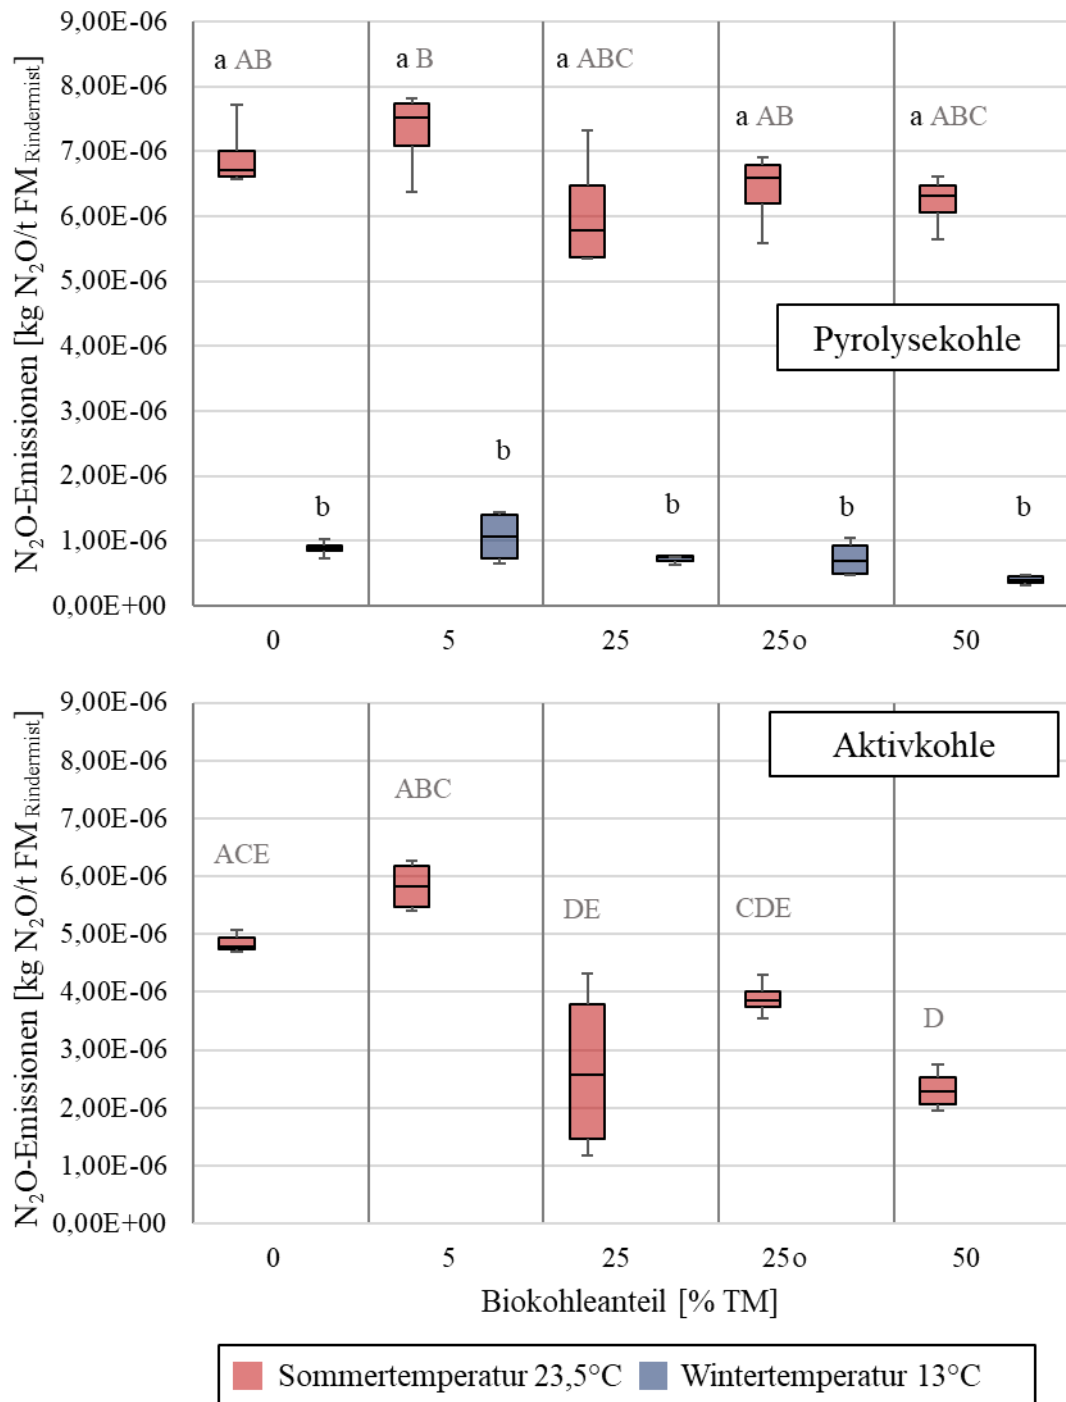 9,00E-06
8,00E-06
7,00E-06
6,00E-06
5,00E-06
4,00E-06
3,00E-06
2,00E-06
1,00E-06
0,00E+00
N₂O-Emissionen [kg N₂O/t FM Rindermist]
a AB
a B
a ABC
a AB
a ABC
Pyrolysekohle
b
b
b
b
b
0
5
25
25o
50
9,00E-06
8,00E-06
7,00E-06
6,00E-06
5,00E-06
4,00E-06
3,00E-06
2,00E-06
1,00E-06
0,00E+00
N₂O-Emissionen [kg N₂O/t FM Rindermist]
Aktivkohle
ACE
ABC
DE
CDE
D
0
5
25
25o
50
Biokohleanteil [% TM]
Sommertemperatur 23,5°C
Wintertemperatur 13°C